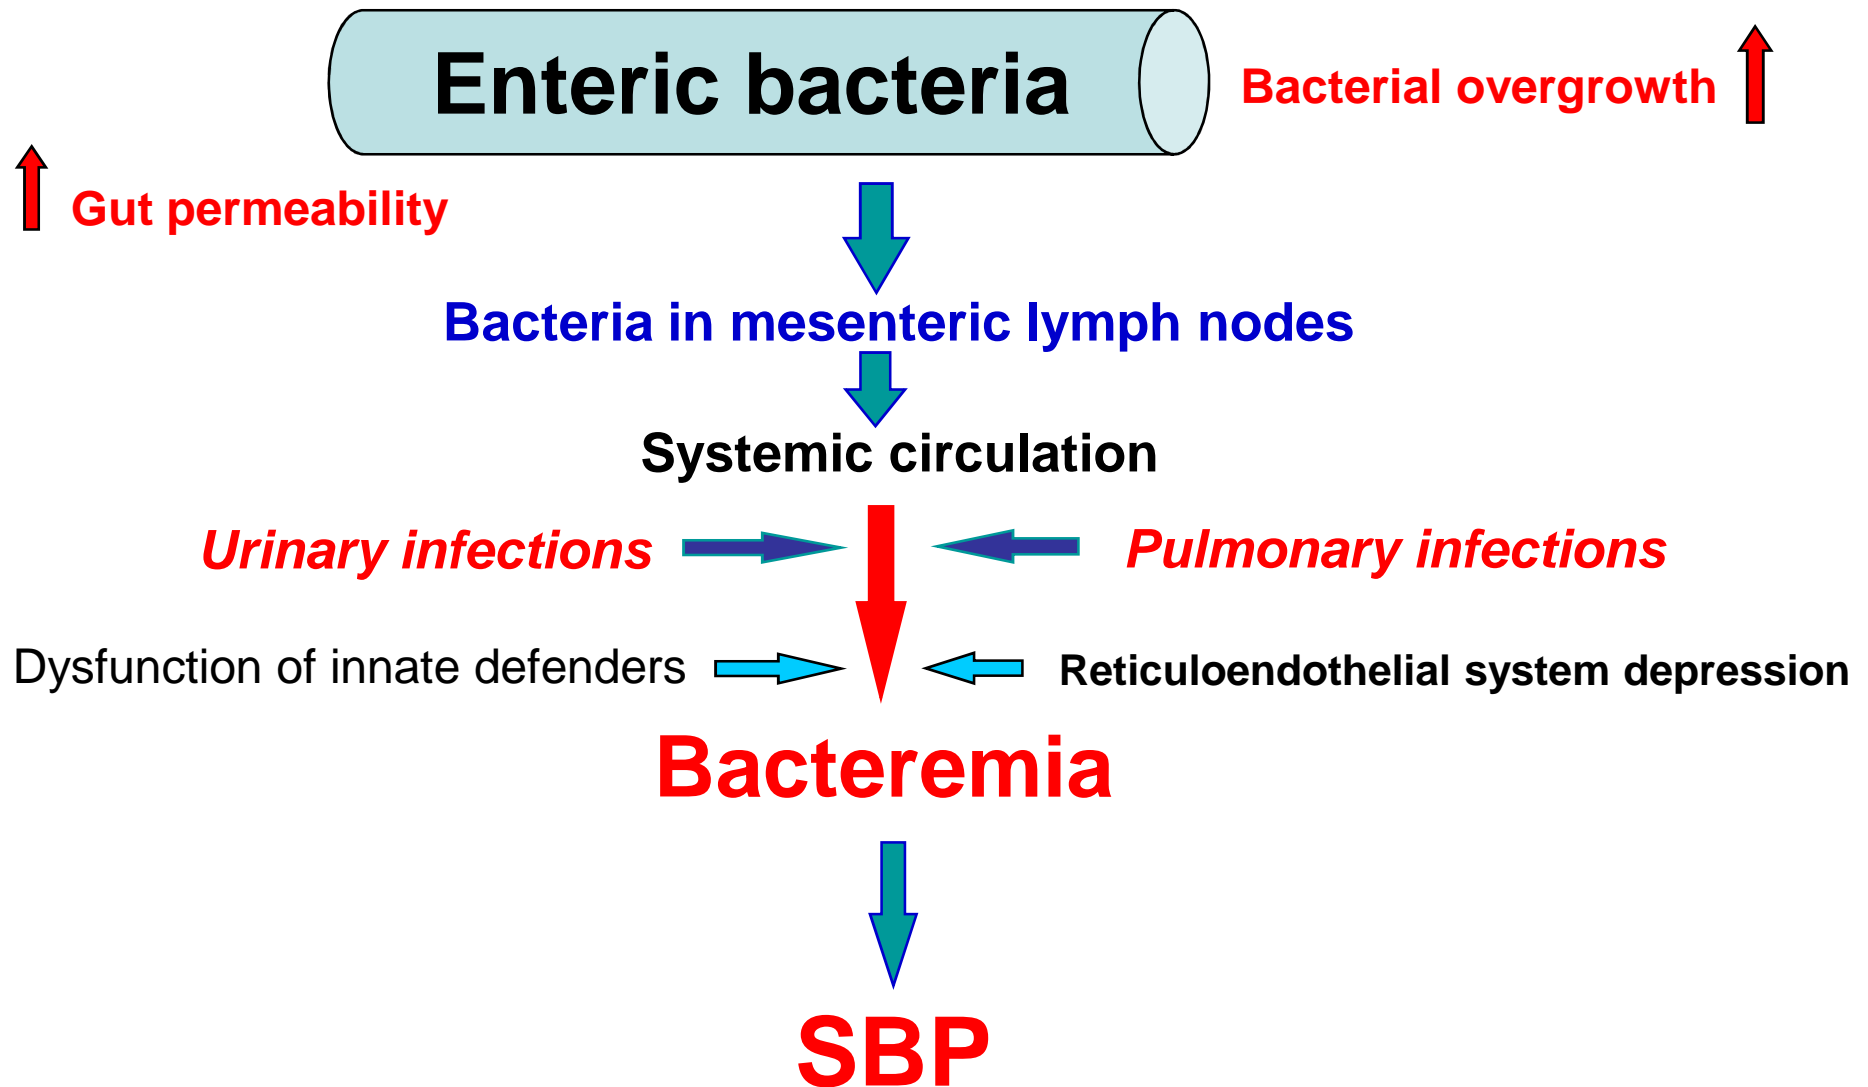 Enteric bacteria
Bacterial overgrowth
Gut permeability
Bacteria in mesenteric lymph nodes
Systemic circulation
Urinary infections
Pulmonary infections
Dysfunction of innate defenders
Reticuloendothelial system depression
Bacteremia
SBP